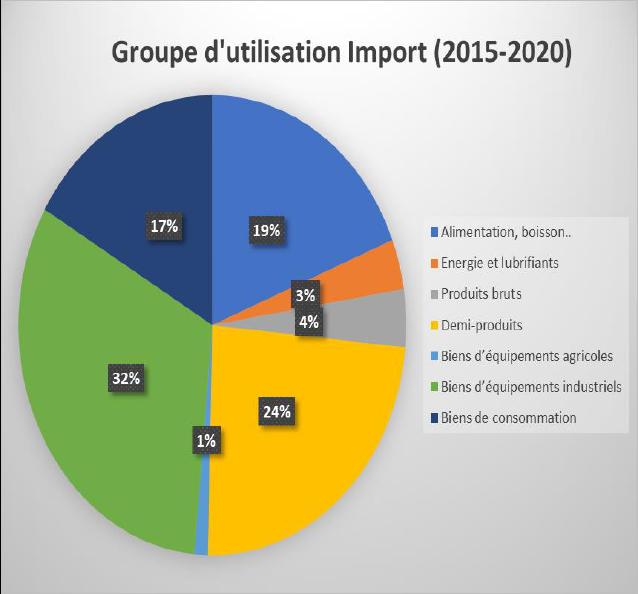 Groupe d'utilisation Import (2015-2020)
17%
19%
3%
4%
32%
24%
1%
Alimentation, boisson..
Energie et lubrifiants
Produits bruts
Demi-produits
Biens d'équipements agricoles
Biens d'équipements industriels
Biens de consommation